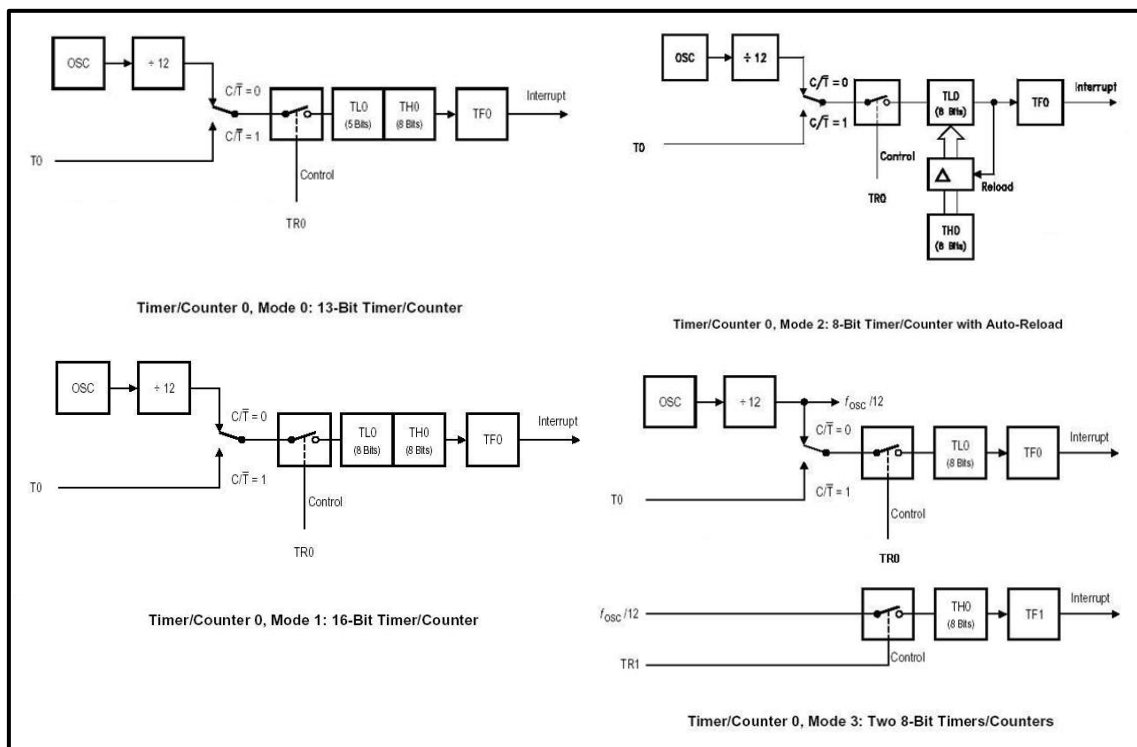 OSC
÷ 12
C/T̅ = 0
C/T̅ = 1
T0
TL0
(5 Bits)
TH0
(8 Bits)
TF0
Interrupt
Control
TR0
Timer/Counter 0, Mode 0: 13-Bit Timer/Counter
OSC
÷ 12
C/T̅ = 0
C/T̅ = 1
T0
TL0
(8 Bits)
TF0
Interrupt
Control
TR0
Reload
TH0
(8 Bits)
Timer/Counter 0, Mode 2: 8-Bit Timer/Counter with Auto-Reload
OSC
÷ 12
C/T̅ = 0
C/T̅ = 1
T0
TL0
(8 Bits)
TH0
(8 Bits)
TF0
Interrupt
Control
TR0
Timer/Counter 0, Mode 1: 16-Bit Timer/Counter
OSC
÷ 12
fOSC /12
C/T̅ = 0
C/T̅ = 1
T0
TL0
(8 Bits)
TF0
Interrupt
Control
TR0
fOSC /12
TH0
(8 Bits)
TF1
Interrupt
TR1
Control
Timer/Counter 0, Mode 3: Two 8-Bit Timers/Counters